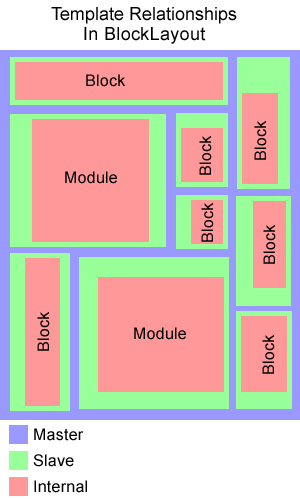 Template Relationships
In BlockLayout
Block
Module
Block
Block
Block
Block
Block
Module
Block
Master
Slave
Internal